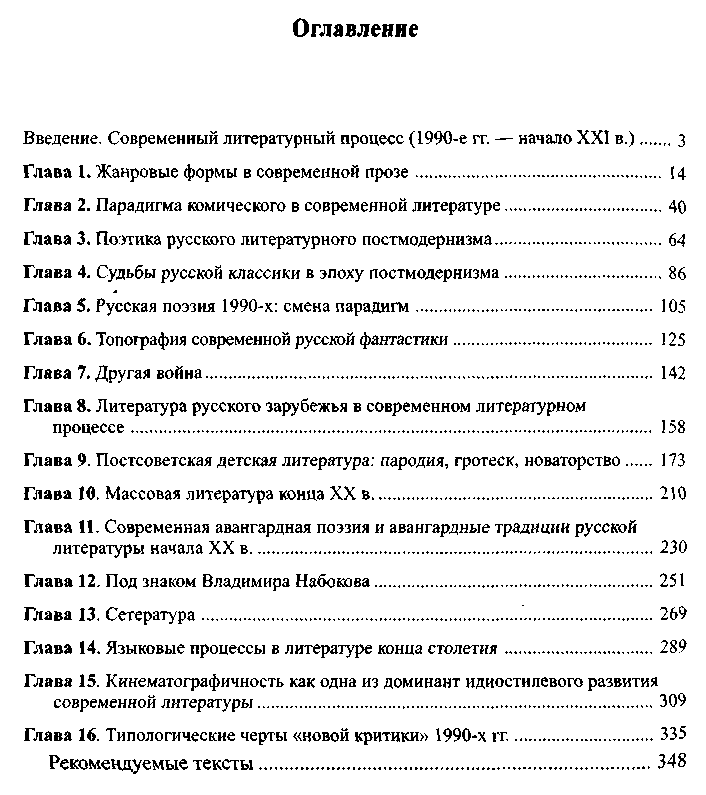 Оглавление
Введение. Современный литературный процесс (1990-е гг. — начало XXI в.) ....... 3
Глава 1. Жанровые формы в современной прозе ............ 14
Глава 2. Парадигма комического в современной литературе ............ 40
Глава 3. Поэтика русского литературного постмодернизма ............ 64
Глава 4. Судьбы русской классики в эпоху постмодернизма ............ 86
Глава 5. Русская поэзия 1990-х: смена парадигм ............ 105
Глава 6. Топография современной русской фантастики ............ 125
Глава 7. Другая война ............ 142
Глава 8. Литература русского зарубежья в современном литературном
процессе ............ 158
Глава 9. Постсоветская детская литература: пародия, гротеск, новаторство ...... 173
Глава 10. Массовая литература конца XX в. ............ 210
Глава 11. Современная авангардная поэзия и авангардные традиции русской
литературы начала XX в. ............ 230
Глава 12. Под знаком Владимира Набокова ............ 251
Глава 13. Сетература ............ 269
Глава 14. Языковые процессы в литературе конца столетия ............ 289
Глава 15. Кинематографичность как одна из доминант идиостилевого развития
современной литературы ............ 309
Глава 16. Типологические черты «новой критики» 1990-х гг. ............ 335
Рекомендуемые тексты ............ 348